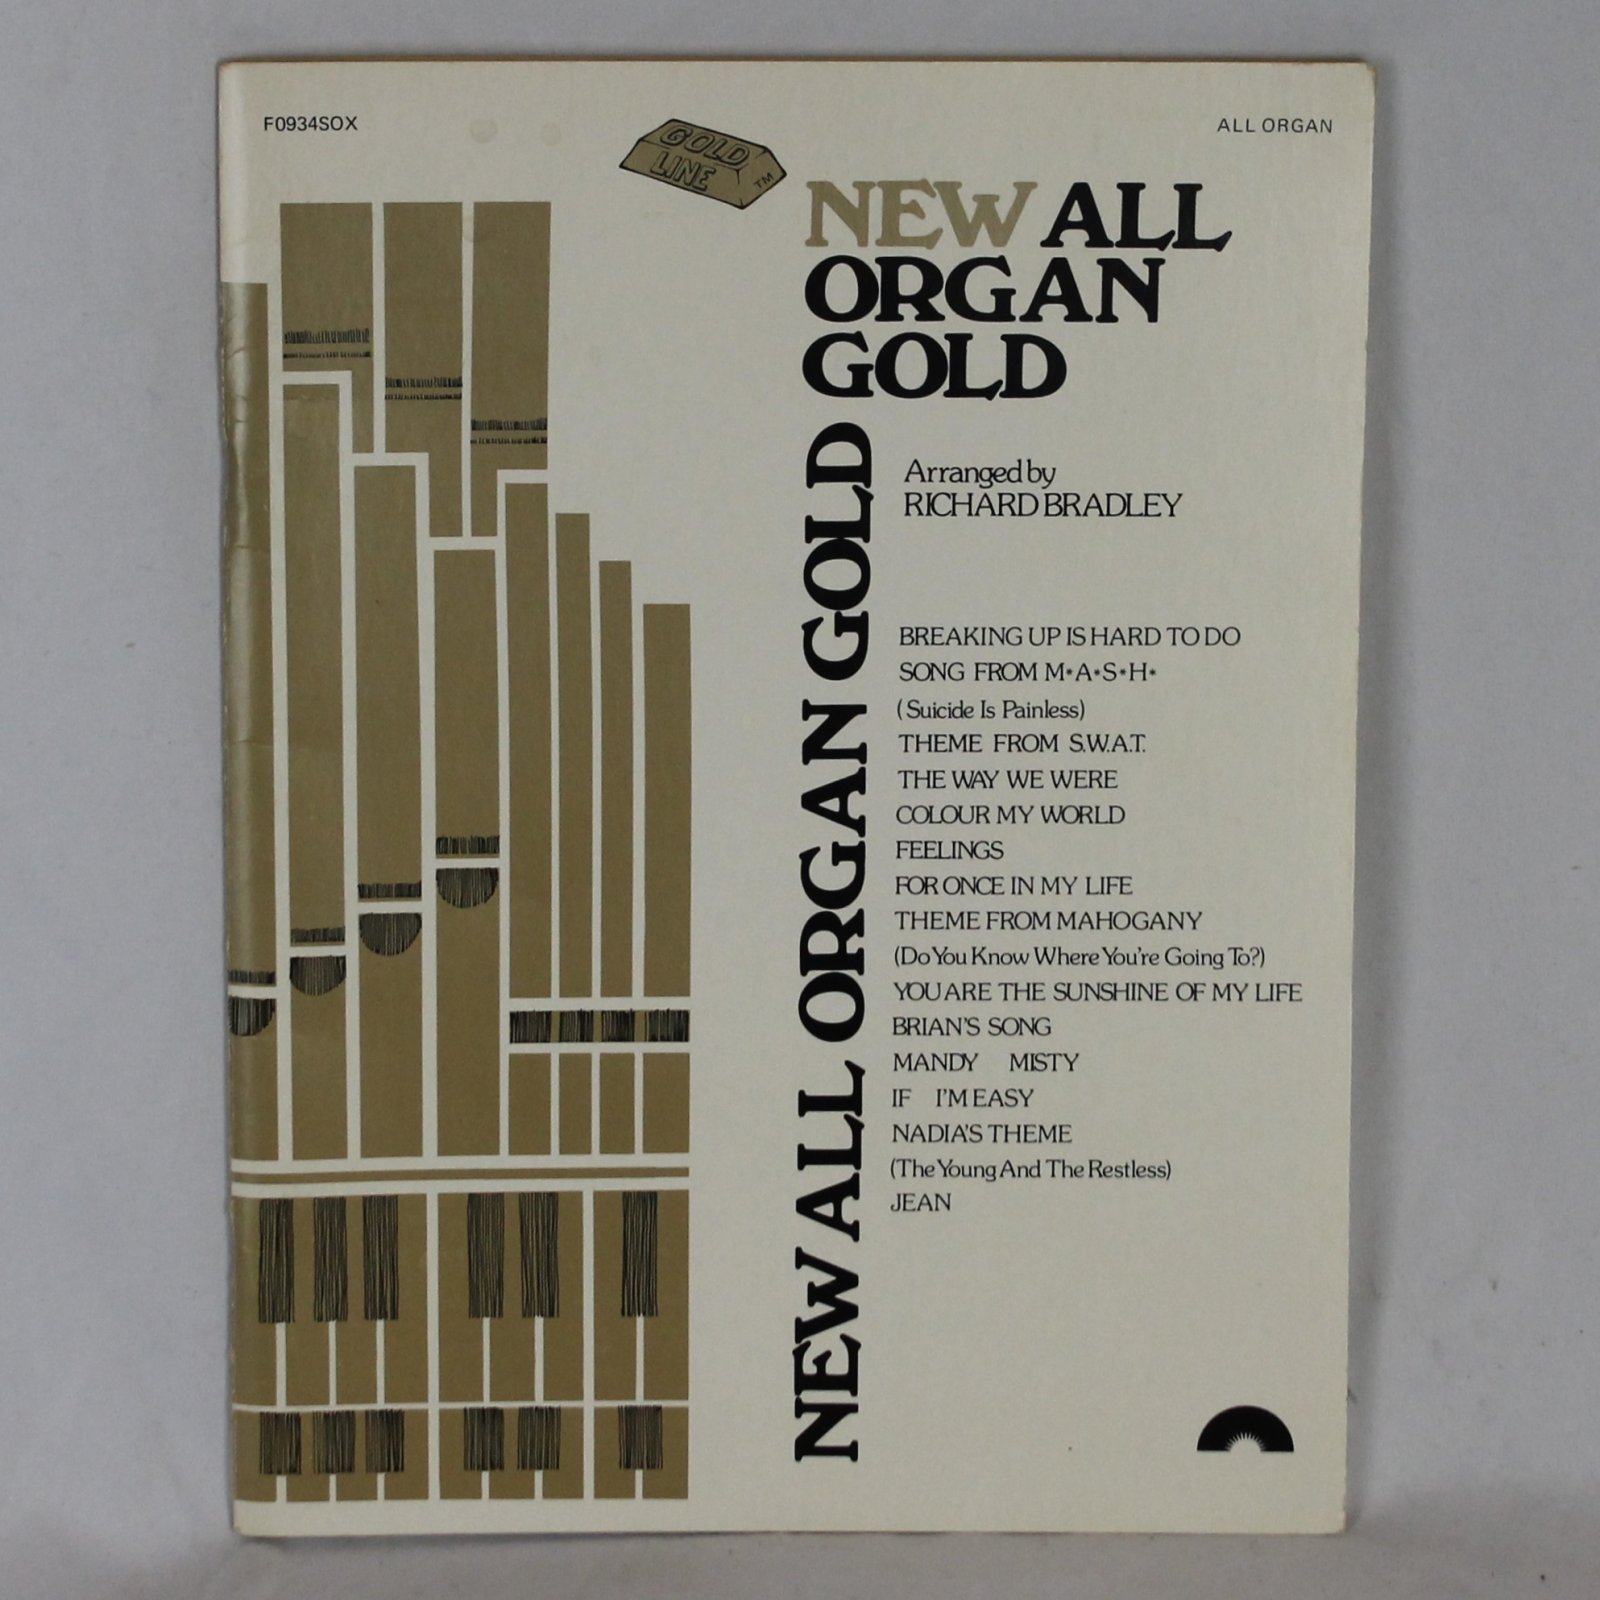 F0934SOX
ALL ORGAN
GOLD
LINE TM
NEW ALL
ORGAN
GOLD
NEW ALL ORGAN GOLD
Arranged by
RICHARD BRADLEY
BREAKING UP IS HARD TO DO
SONG FROM M*A*S*H*
(Suicide Is Painless)
THEME FROM S.W.A.T.
THE WAY WE WERE
COLOUR MY WORLD
FEELINGS
FOR ONCE IN MY LIFE
THEME FROM MAHOGANY
(Do You Know Where You're Going To?)
YOU ARE THE SUNSHINE OF MY LIFE
BRIAN'S SONG
MANDY MISTY
IF I'M EASY
NADIA'S THEME
(The Young And The Restless)
JEAN